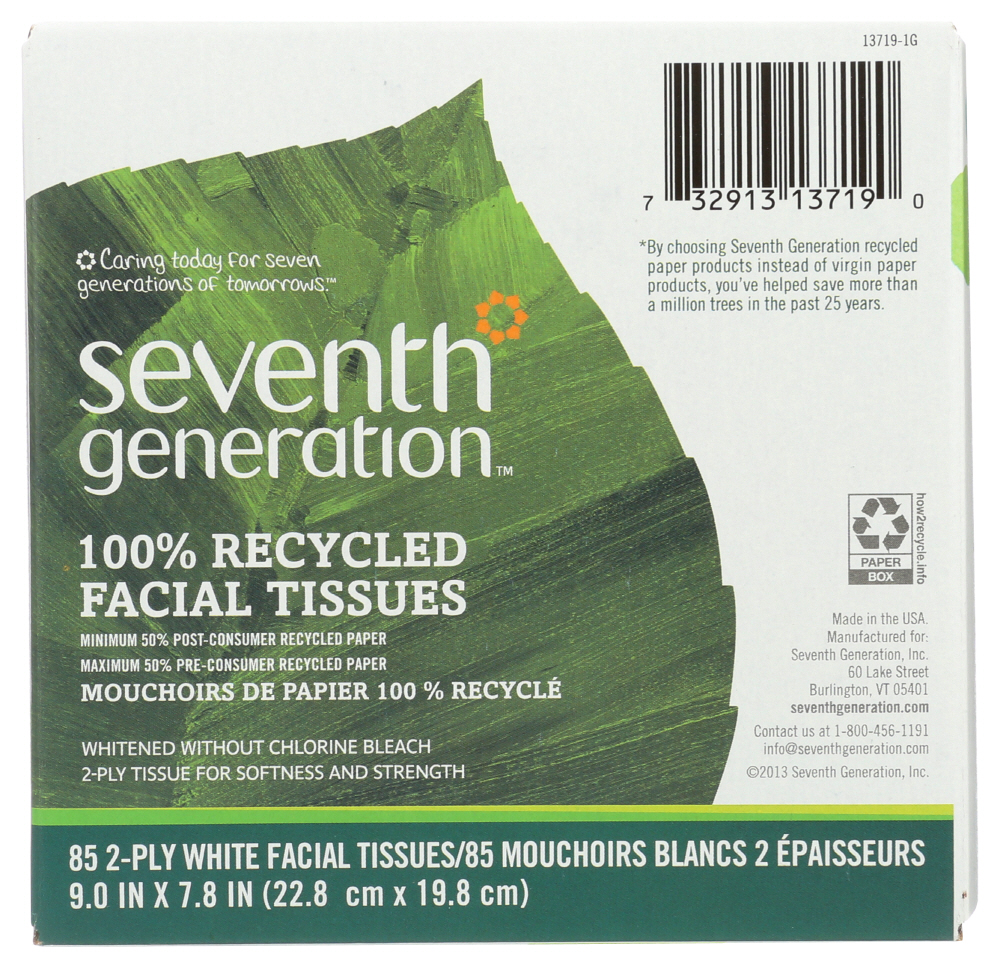 13719-1G
7 32913 13719 0
*By choosing Seventh Generation recycled
paper products instead of virgin paper
products, you've helped save more than
a million trees in the past 25 years.
Caring today for seven
generations of tomorrows.™
seventh
generation™
100% RECYCLED
FACIAL TISSUES
MINIMUM 50% POST-CONSUMER RECYCLED PAPER
MAXIMUM 50% PRE-CONSUMER RECYCLED PAPER
MOUCHOIRS DE PAPIER 100 % RECYCLÉ
WHITENED WITHOUT CHLORINE BLEACH
2-PLY TISSUE FOR SOFTNESS AND STRENGTH
how2recycle.info
PAPER
BOX
Made in the USA.
Manufactured for:
Seventh Generation, Inc.
60 Lake Street
Burlington, VT 05401
seventhgeneration.com
Contact us at 1-800-456-1191
info@seventhgeneration.com
©2013 Seventh Generation, Inc.
85 2-PLY WHITE FACIAL TISSUES/85 MOUCHOIRS BLANCS 2 ÉPAISSEURS
9.0 IN X 7.8 IN (22.8 cm x 19.8 cm)